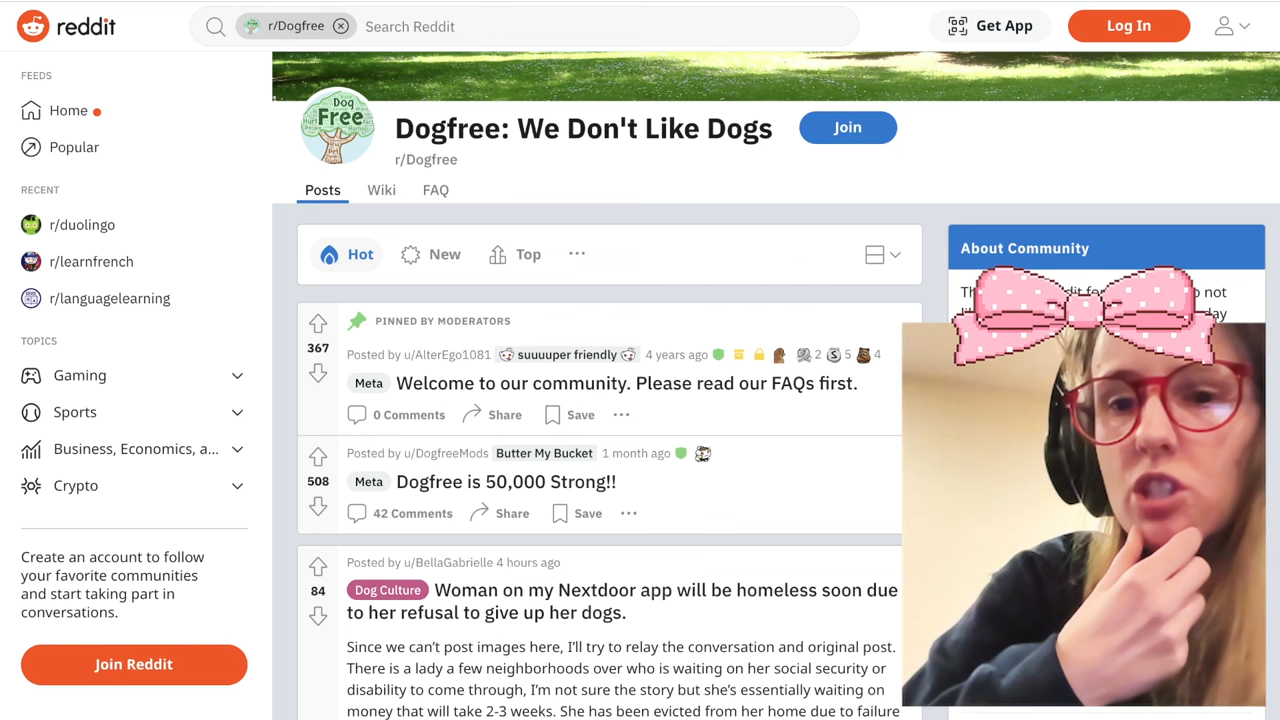 reddit
r/Dogfree
Search Reddit
Get App
Log In
FEEDS
Home
Popular
RECENT
r/duolingo
r/learnfrench
r/languagelearning
TOPICS
Gaming
Sports
Business, Economics, a...
Crypto
Create an account to follow
your favorite communities
and start taking part in
conversations.
Join Reddit
Dog
Free
Dogfree: We Don't Like Dogs
Join
r/Dogfree
Posts Wiki FAQ
Hot New Top ...
367
PINNED BY MODERATORS
Posted by u/AlterEgo1081 suuuuper friendly 4 years ago 2 5 4
Meta Welcome to our community. Please read our FAQs first.
0 Comments Share Save ...
508
Posted by u/DogfreeMods Butter My Bucket 1 month ago
Meta Dogfree is 50,000 Strong!!
42 Comments Share Save ...
84
Posted by u/BellaGabrielle 4 hours ago
Dog Culture Woman on my Nextdoor app will be homeless soon due
to her refusal to give up her dogs.
Since we can't post images here, I'll try to relay the conversation and original post.
There is a lady a few neighborhoods over who is waiting on her social security or
disability to come through, I'm not sure the story but she's essentially waiting on
money that will take 2-3 weeks. She has been evicted from her home due to failure
About Community
not